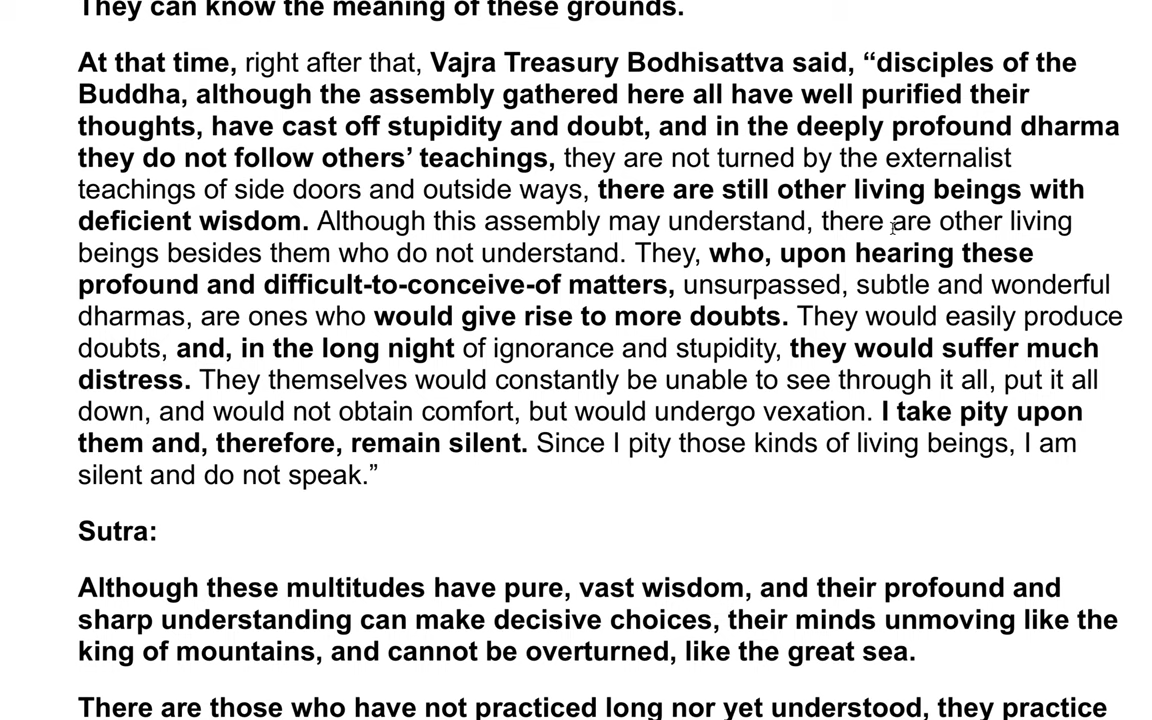 They can know the meaning of these grounds.
At that time, right after that, Vajra Treasury Bodhisattva said, “disciples of the
Buddha, although the assembly gathered here all have well purified their
thoughts, have cast off stupidity and doubt, and in the deeply profound dharma
they do not follow others’ teachings, they are not turned by the externalist
teachings of side doors and outside ways, there are still other living beings with
deficient wisdom. Although this assembly may understand, there are other living
beings besides them who do not understand. They, who, upon hearing these
profound and difficult-to-conceive-of matters, unsurpassed, subtle and wonderful
dharmas, are ones who would give rise to more doubts. They would easily produce
doubts, and, in the long night of ignorance and stupidity, they would suffer much
distress. They themselves would constantly be unable to see through it all, put it all
down, and would not obtain comfort, but would undergo vexation. I take pity upon
them and, therefore, remain silent. Since I pity those kinds of living beings, I am
silent and do not speak.”
Sutra:
Although these multitudes have pure, vast wisdom, and their profound and
sharp understanding can make decisive choices, their minds unmoving like the
king of mountains, and cannot be overturned, like the great sea.
There are those who have not practiced long nor yet understood, they practice